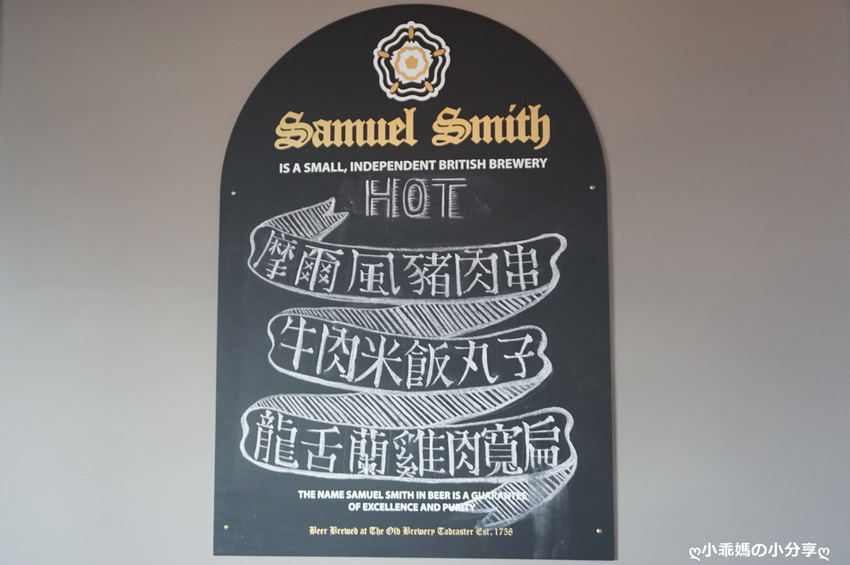 Samuel Smith
IS A SMALL, INDEPENDENT BRITISH BREWERY
HOT
摩爾風豬肉串
牛肉米飯丸子
龍舌蘭雞肉寬扁
THE NAME SAMUEL SMITH IN BEER IS A GUARANTEE
OF EXCELLENCE AND PURITY
Beer Brewed at The Old Brewery Tadcaster Est. 1758
ღ小乖媽の小分享ღ